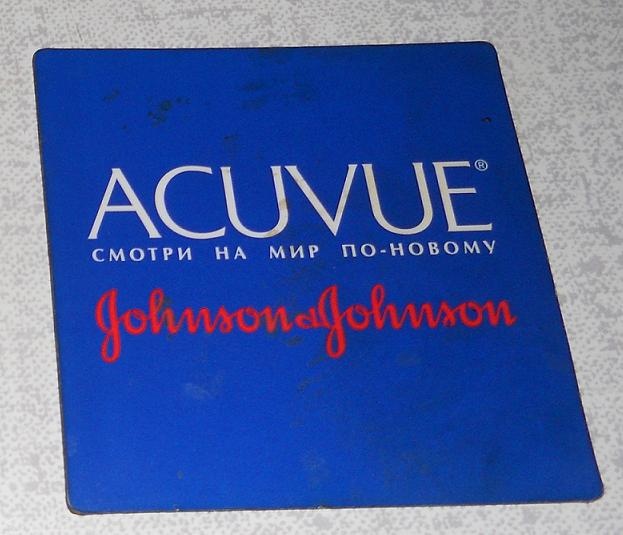 ACUVUE®
СМОТРИ НА МИР ПО-НОВОМУ
Johnson & Johnson